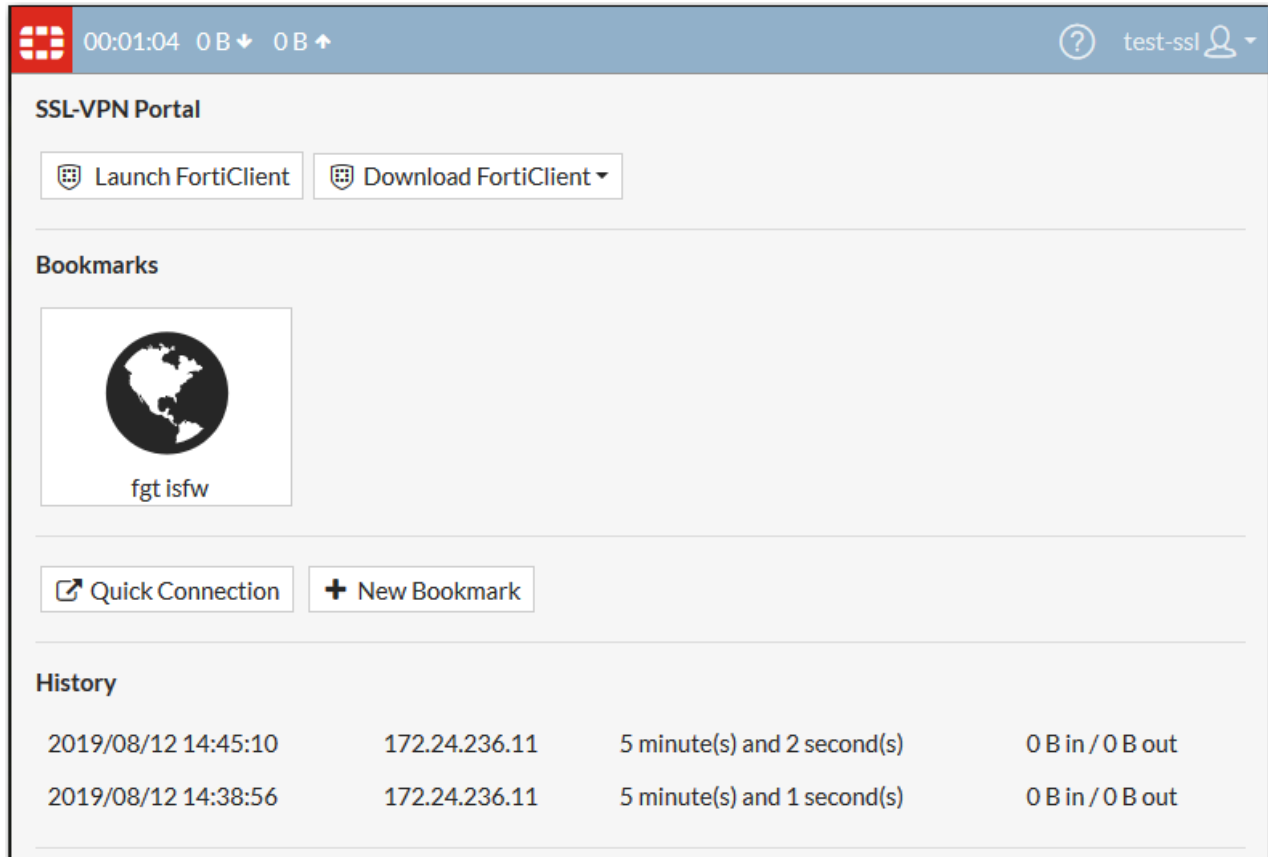 00:01:04 0 B 0 B test-ssl
SSL-VPN Portal
Launch FortiClient Download FortiClient
Bookmarks
fgt isfw
Quick Connection New Bookmark
History
2019/08/12 14:45:10 172.24.236.11 5 minute(s) and 2 second(s) 0 B in / 0 B out
2019/08/12 14:38:56 172.24.236.11 5 minute(s) and 1 second(s) 0 B in / 0 B out